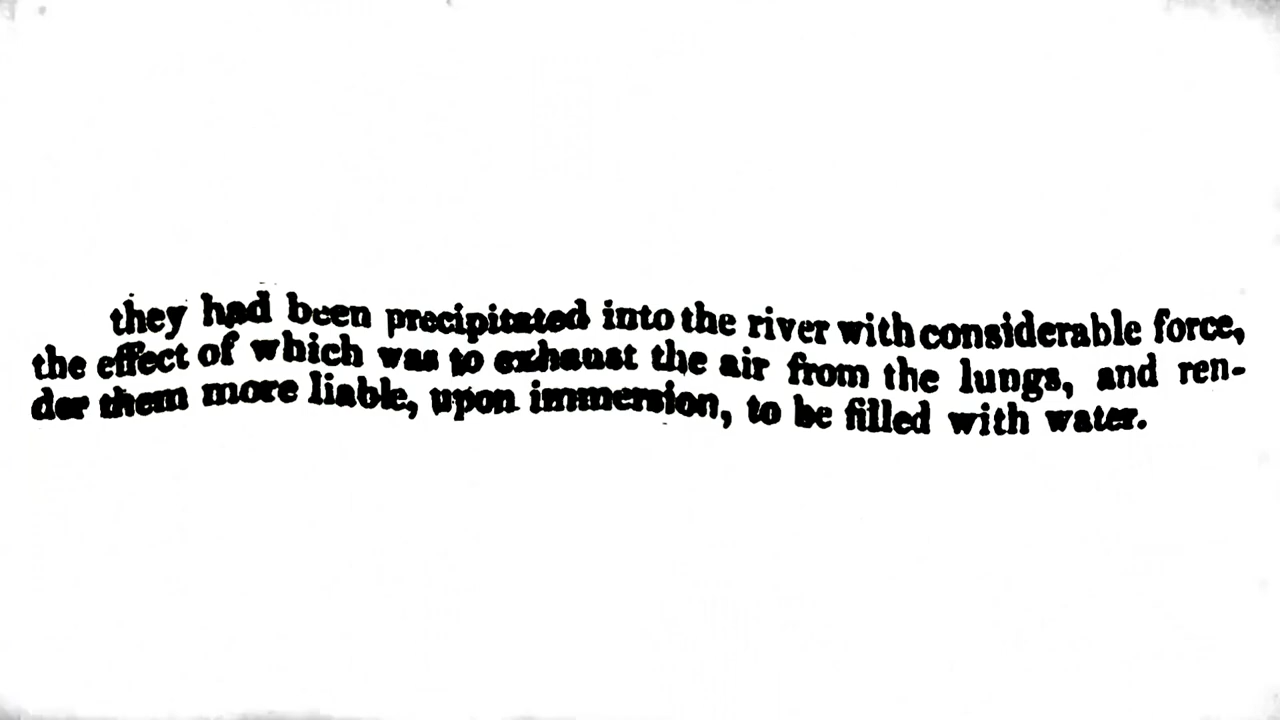 they had been precipitated into the river with considerable force,
the effect of which was to exhaust the air from the lungs, and ren-
der them more liable, upon immersion, to be filled with water.